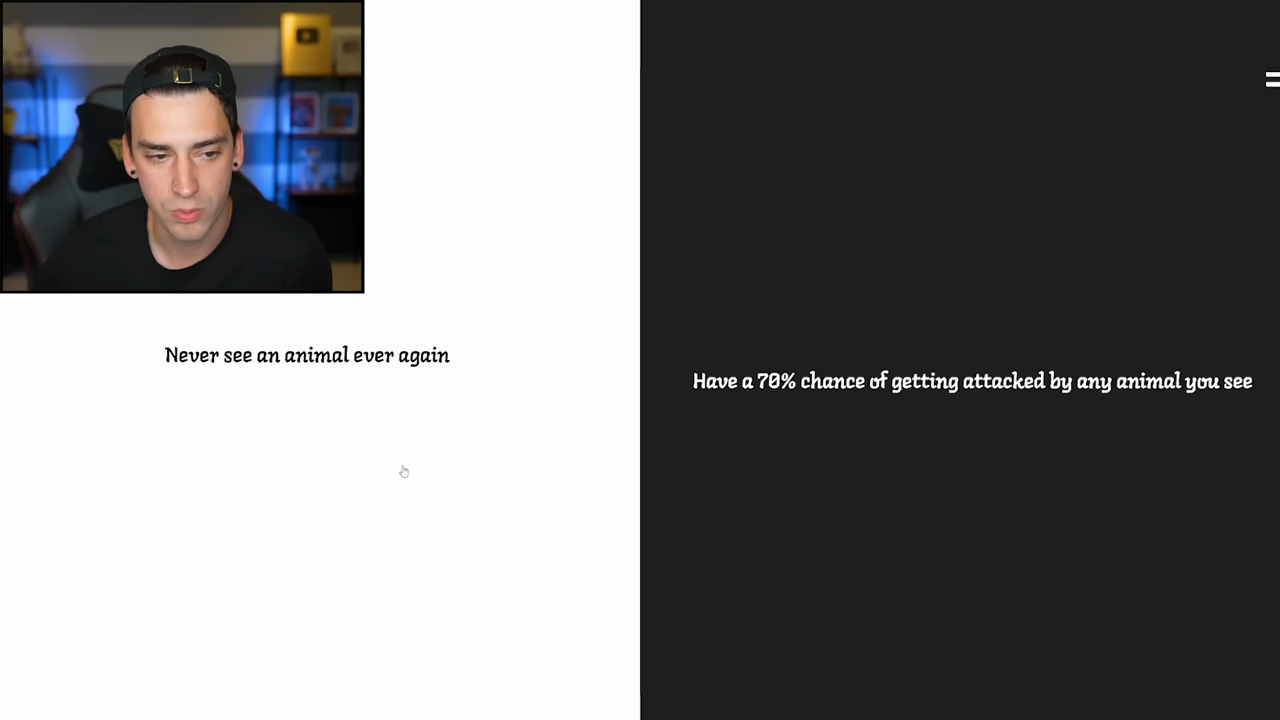 Never see an animal ever again
Have a 70% chance of getting attacked by any animal you see